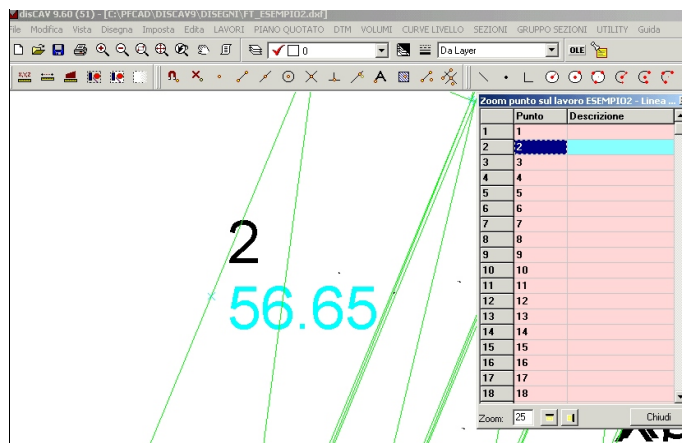 disCAV 9.60 (51) - [C:\PFCAD\DISCAV9\DISEGNI\FT_ESEMPIO2.dxd]
File Modifica Vista Disegna Imposta Edita LAVORI PIANO QUOTATO DTM VOLUMI CURVE LIVELLO SEZIONI GRUPPO SEZIONI UTILITY Guida
0 Da Layer OLE
XYZ A
Zoom punto sul lavoro ESEMPIO2 - Linea ...
Punto Descrizione
1 1
2 2
3 3
4 4
5 5
6 6
7 7
8 8
9 9
10 10
11 11
12 12
13 13
14 14
15 15
16 16
17 17
18 18
Zoom: 25 Chiudi
2
56.65